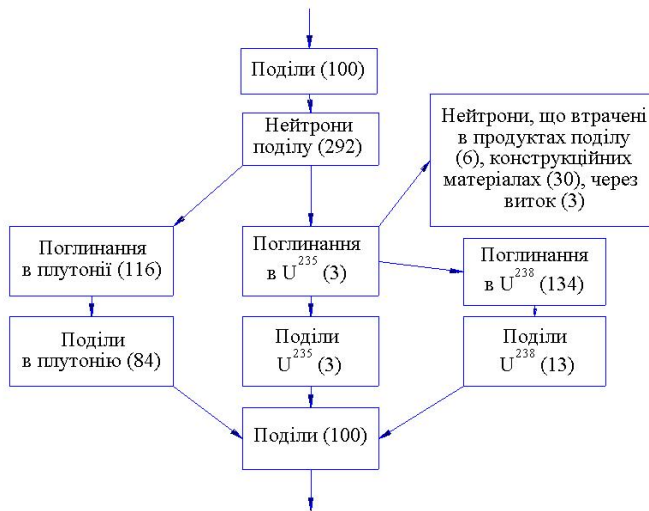 Поділи (100)
Нейтрони
поділу (292)
Нейтрони, що втрачені
в продуктах поділу
(6), конструкційних
матеріалах (30), через
виток (3)
Поглинання
в плутонії (116)
Поглинання
в U²³⁵ (3)
Поглинання
в U²³⁸ (134)
Поділи
в плутонію (84)
Поділи
U²³⁵ (3)
Поділи
U²³⁸ (13)
Поділи (100)